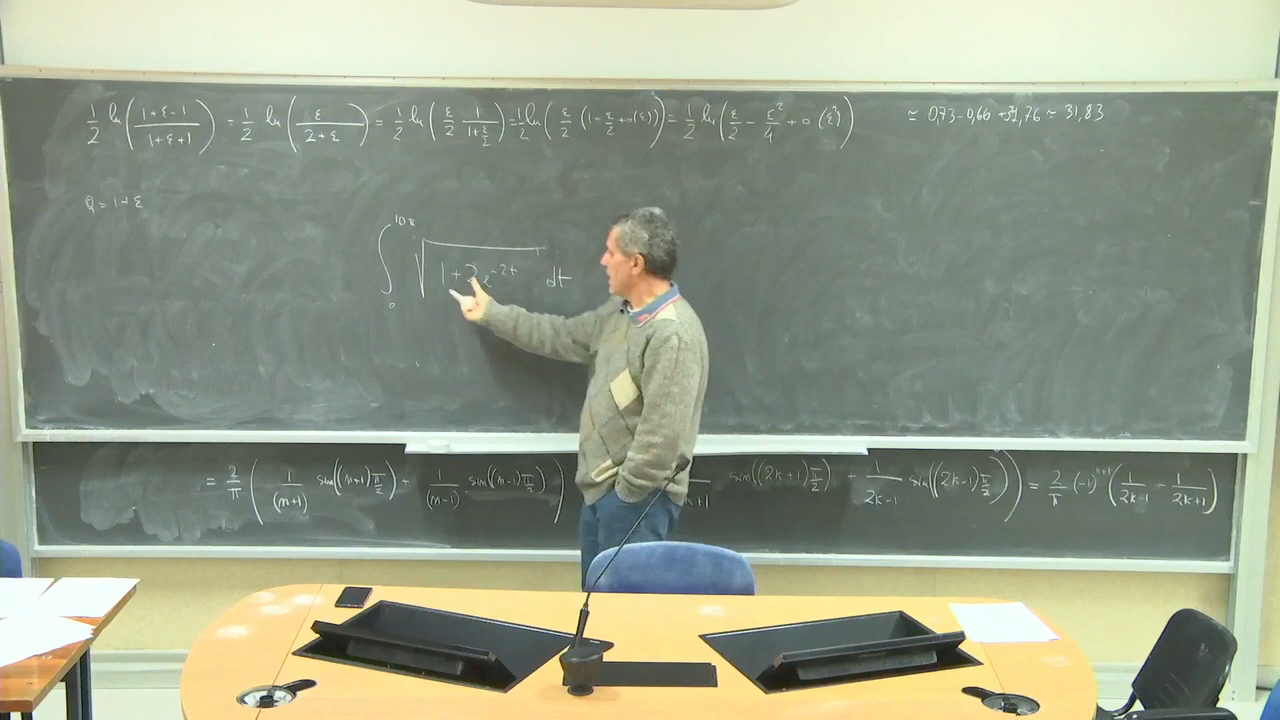 1/2 ln((1+ε-1)/(1+ε+1)) = 1/2 ln(ε/(2+ε)) = 1/2 ln(ε/2 1/(1+ε/2)) = 1/2 ln(ε/2 (1-ε/2+o(ε))) = 1/2 ln(ε/2 - ε²/4 + o(ε²))
≃ 0,73-0,66+31,76 ≃ 31,83
Q = 1+ε
∫₀^{10π} √(1+2e^{-2t}) dt
= 2/π (1/(n+1) sin((n+1)π/2) + 1/(n-1) sin((n-1)π/2))
k+1 sin((2k+1)π/2) + 1/(2k-1) sin((2k-1)π/2)) = 2/π (-1)^{k+1} (1/(2k-1) - 1/(2k+1))